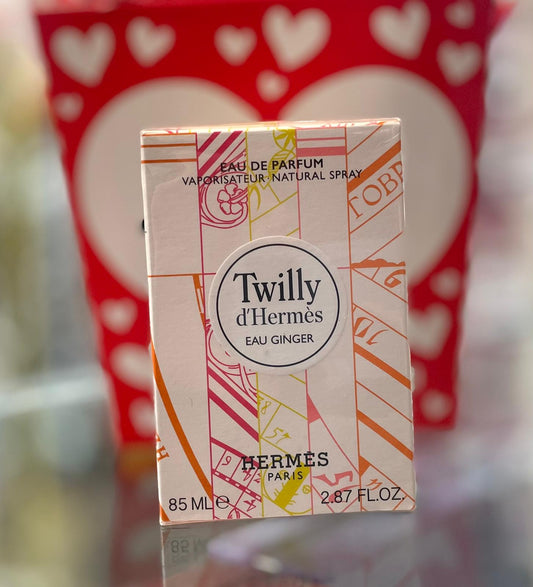 EAU DE PARFUM
VAPORISATEUR·NATURAL SPRAY
Twilly
d'Hermès
EAU GINGER
HERMÈS
PARIS
85 ML℮
2.87 FL.OZ.